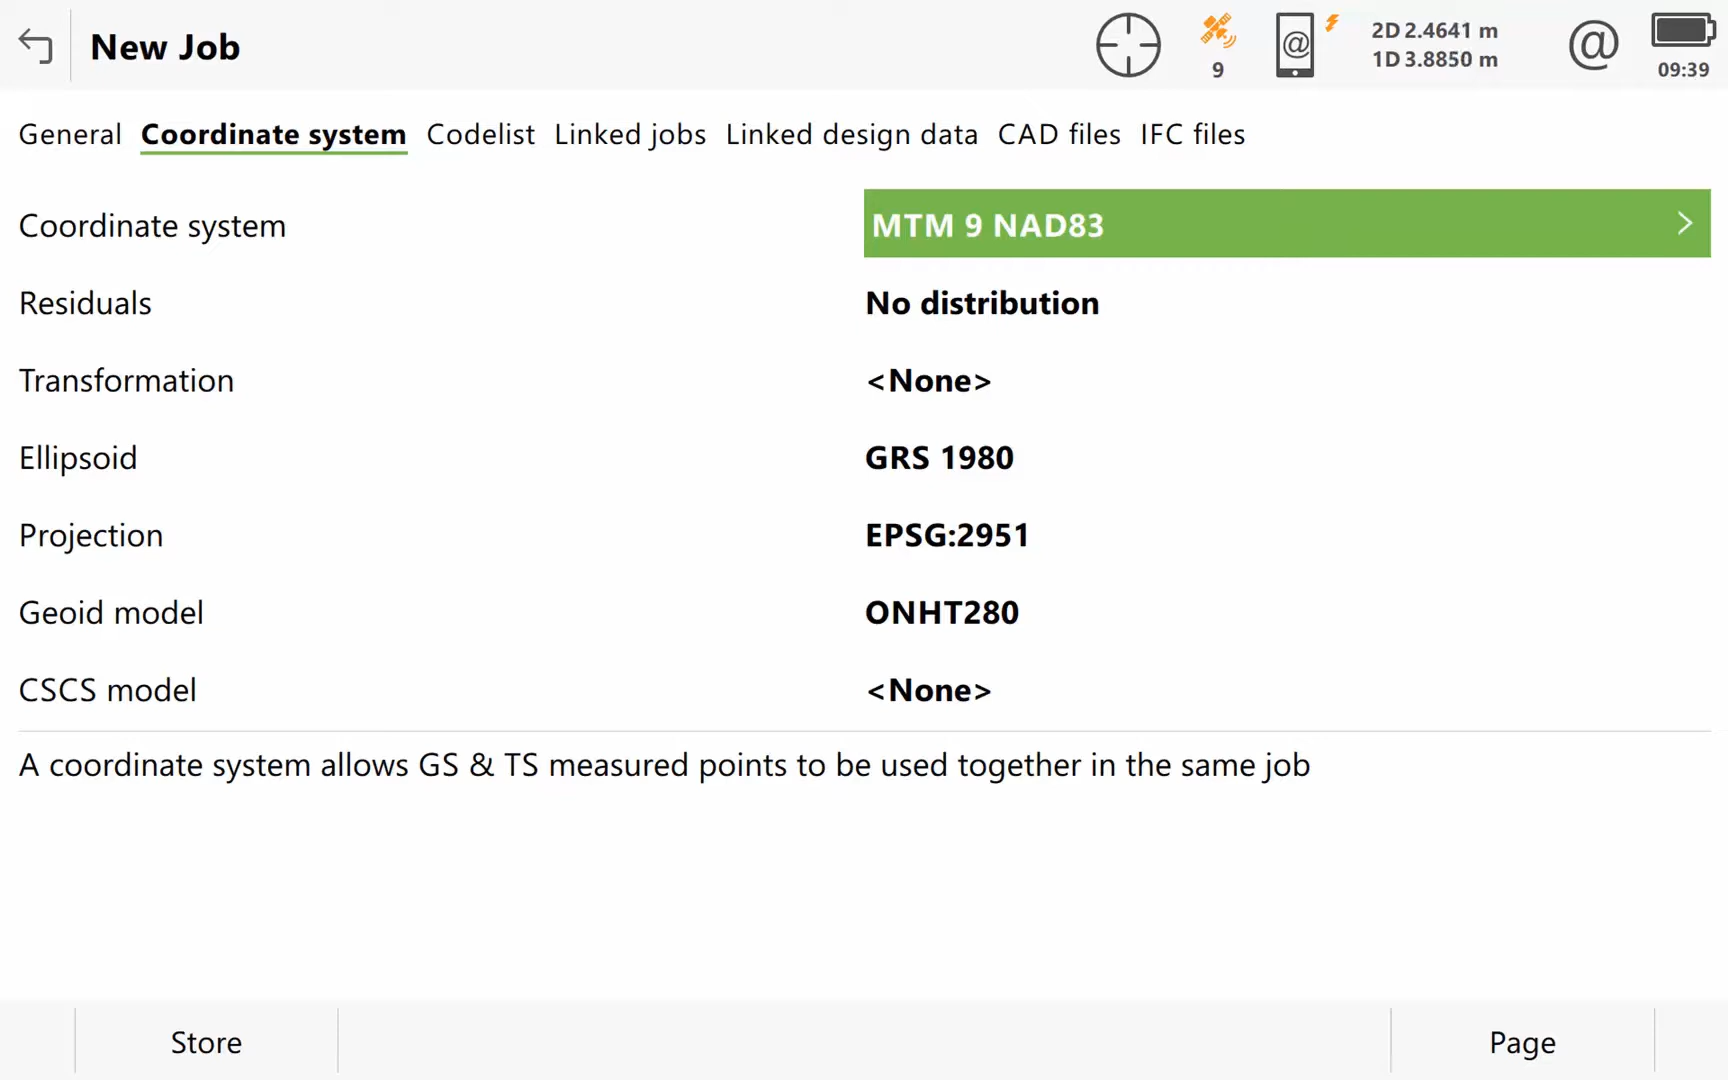 New Job
9
@
2D 2.4641 m
1D 3.8850 m
@
09:39
General Coordinate system Codelist Linked jobs Linked design data CAD files IFC files
Coordinate system MTM 9 NAD83
Residuals No distribution
Transformation <None>
Ellipsoid GRS 1980
Projection EPSG:2951
Geoid model ONHT280
CSCS model <None>
A coordinate system allows GS & TS measured points to be used together in the same job
Store Page